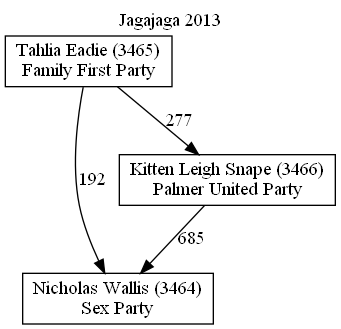 Jagajaga 2013
Tahlia Eadie (3465)
Family First Party
277
Kitten Leigh Snape (3466)
Palmer United Party
192
685
Nicholas Wallis (3464)
Sex Party